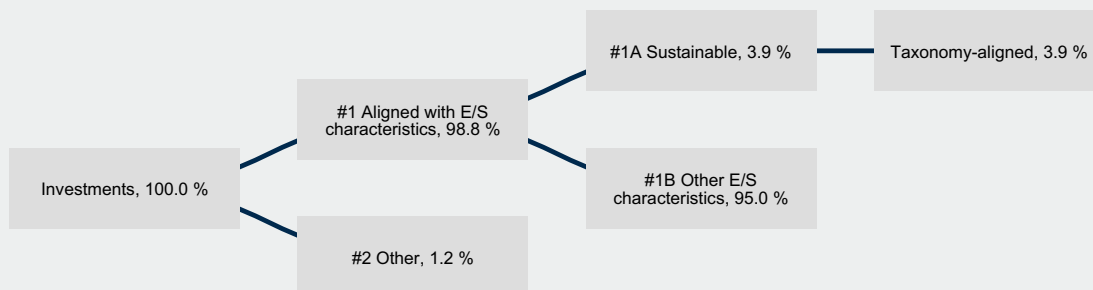 #1A Sustainable, 3.9 %
Taxonomy-aligned, 3.9 %
#1 Aligned with E/S
characteristics, 98.8 %
Investments, 100.0 %
#1B Other E/S
characteristics, 95.0 %
#2 Other, 1.2 %